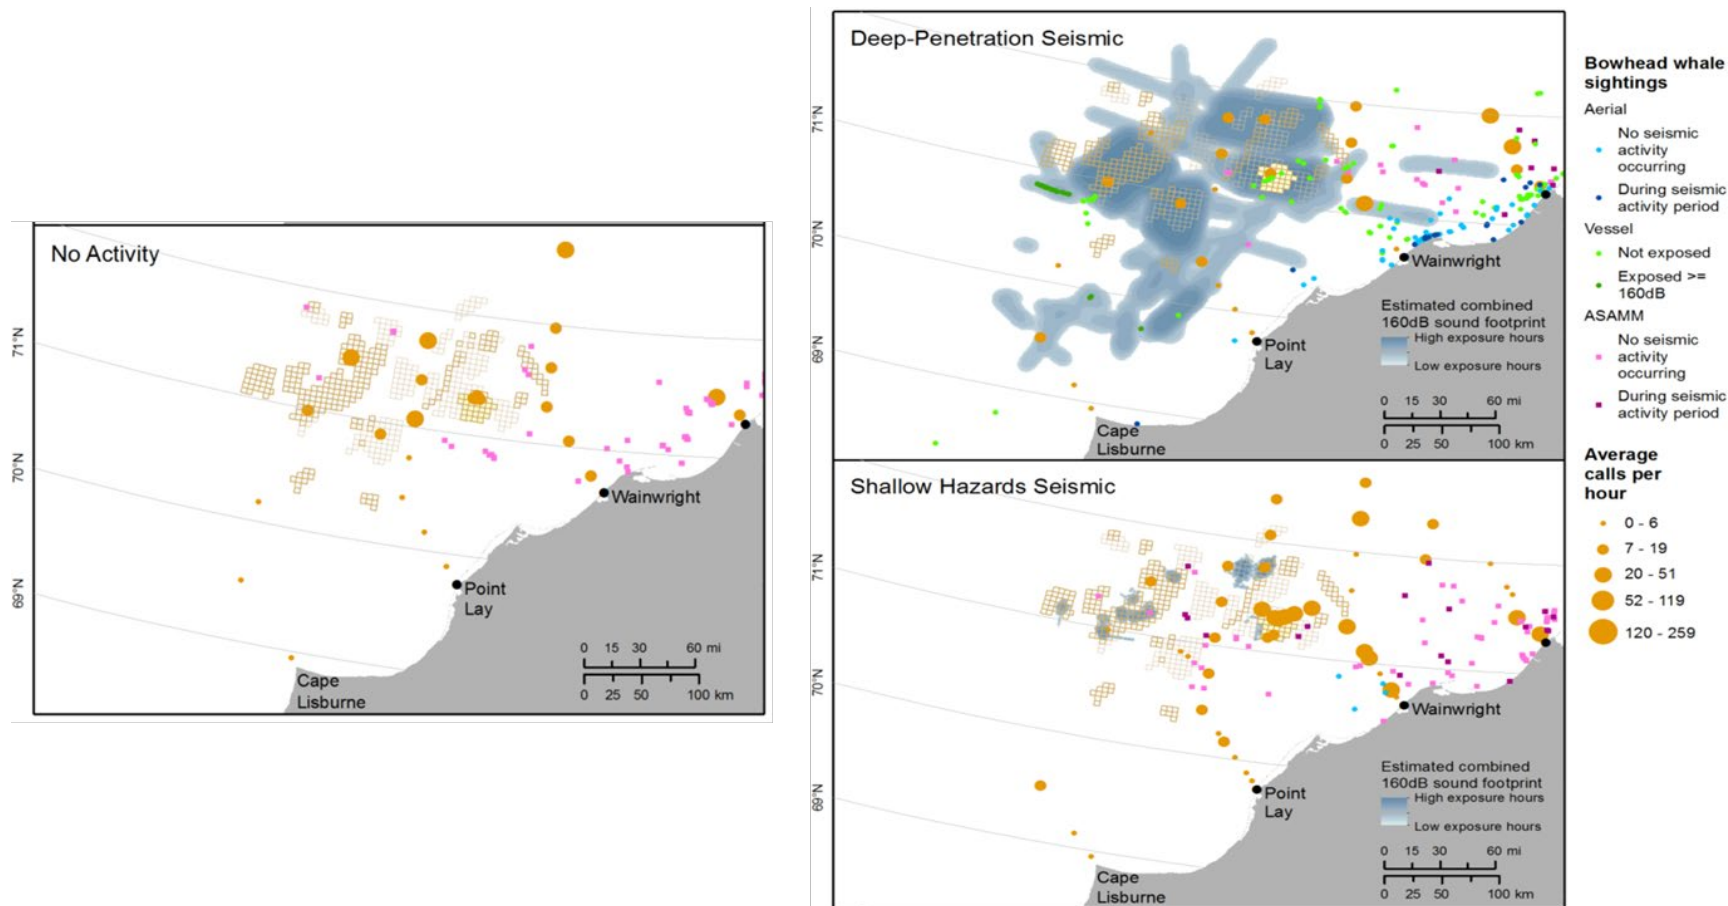 No Activity
71°N
70°N
69°N
Wainwright
Point
Lay
Cape
Lisburne
0 15 30 60 mi
0 25 50 100 km
Deep-Penetration Seismic
71°N
70°N
69°N
Wainwright
Point
Lay
Cape
Lisburne
Estimated combined
160dB sound footprint
High exposure hours
Low exposure hours
0 15 30 60 mi
0 25 50 100 km
Shallow Hazards Seismic
71°N
70°N
69°N
Wainwright
Point
Lay
Cape
Lisburne
Estimated combined
160dB sound footprint
High exposure hours
Low exposure hours
0 15 30 60 mi
0 25 50 100 km
Bowhead whale
sightings
Aerial
No seismic
activity
occurring
During seismic
activity period
Vessel
Not exposed
Exposed >=
160dB
ASAMM
No seismic
activity
occurring
During seismic
activity period
Average
calls per
hour
0 - 6
7 - 19
20 - 51
52 - 119
120 - 259